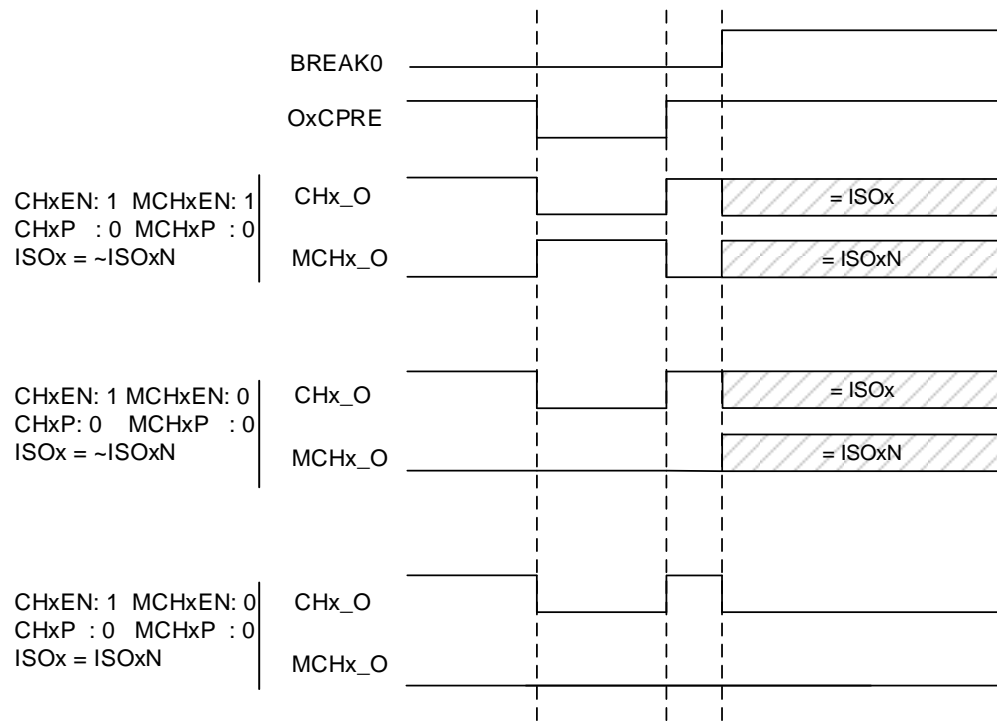 BREAK0
OxCPRE
CHxEN: 1 MCHxEN: 1
CHxP : 0 MCHxP : 0
ISOx = ~ISOxN
CHx_O
= ISOx
MCHx_O
= ISOxN
CHxEN: 1 MCHxEN: 0
CHxP: 0 MCHxP : 0
ISOx = ~ISOxN
CHx_O
= ISOx
MCHx_O
= ISOxN
CHxEN: 1 MCHxEN: 0
CHxP : 0 MCHxP : 0
ISOx = ISOxN
CHx_O
MCHx_O